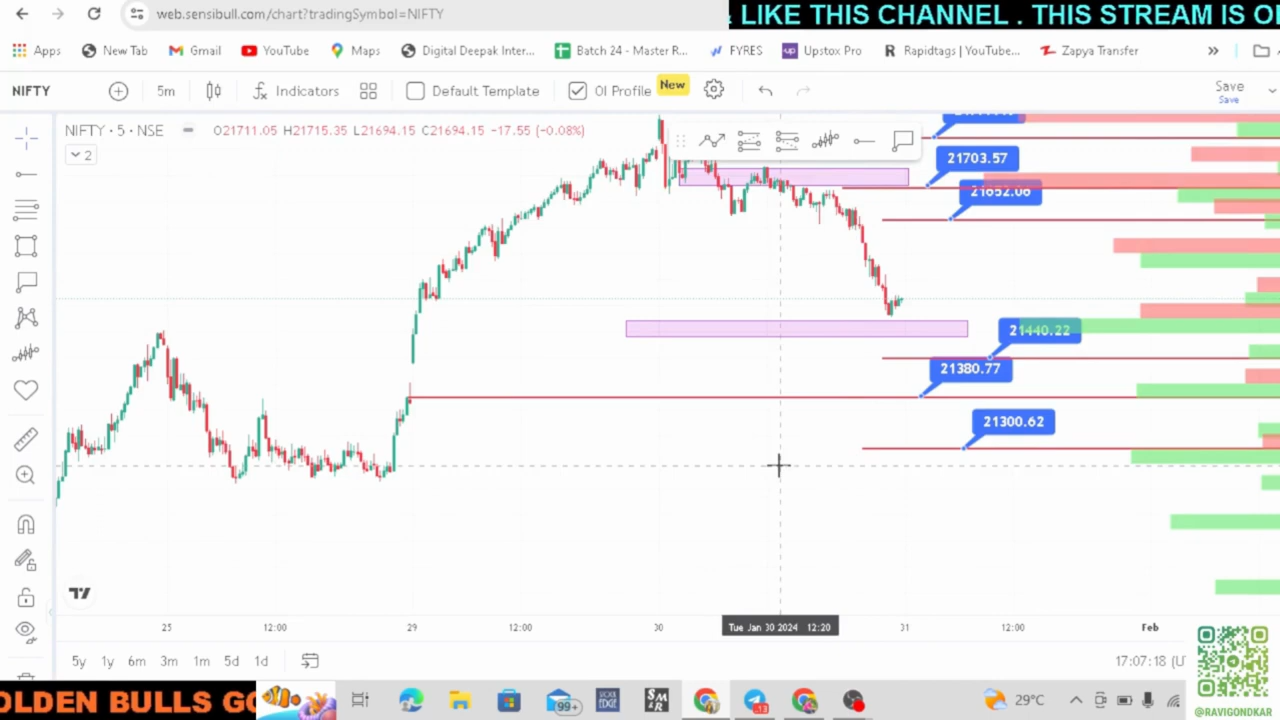 web.sensibull.com/chart?tradingSymbol=NIFTY
LIKE THIS CHANNEL . THIS STREAM IS O
Apps
New Tab
Gmail
YouTube
Maps
Digital Deepak Inter...
Batch 24 - Master R...
FYRES
Upstox Pro
Rapidtags | YouTube...
Zapya Transfer
NIFTY
5m
Indicators
Default Template
OI Profile
New
Save
Save
NIFTY · 5 · NSE
O21711.05 H21715.35 L21694.15 C21694.15 -17.55 (-0.08%)
2
21703.57
21652.06
21440.22
21380.77
21300.62
25
12:00
29
12:00
30
Tue Jan 30 2024 12:20
31
12:00
Feb
5y
1y
6m
3m
1m
5d
1d
17:07:18 (U
OLDEN BULLS GO
99+
SMR
13
29°C
@RAVIGONDKAR